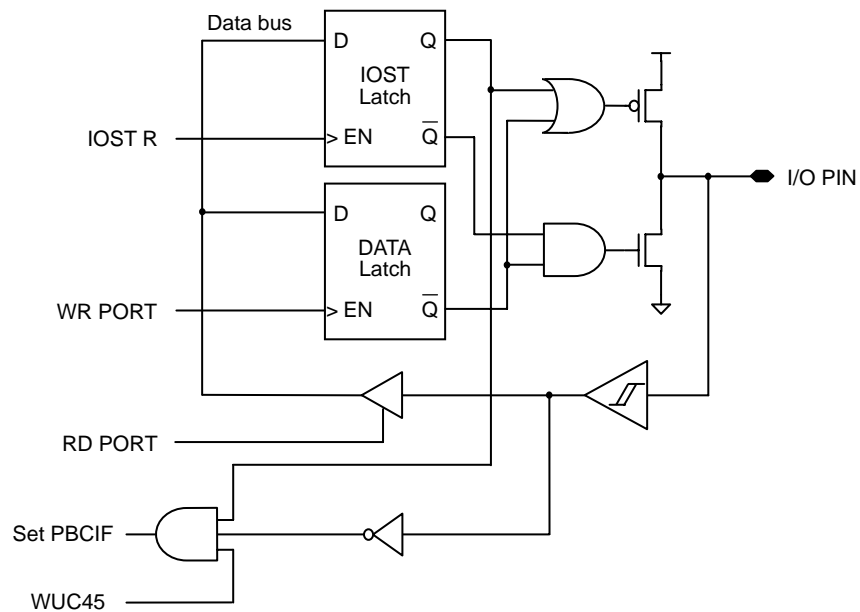 Data bus
D
Q
IOST
Latch
IOST R
> EN
Q̅
I/O PIN
D
Q
DATA
Latch
WR PORT
> EN
Q̅
RD PORT
Set PBCIF
WUC45